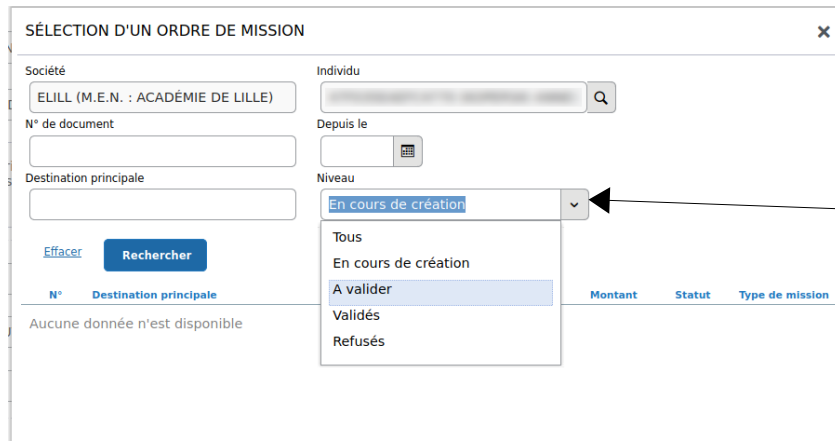 SÉLECTION D'UN ORDRE DE MISSION
Société
Individu
ELILL (M.E.N. : ACADÉMIE DE LILLE)
N° de document
Depuis le
Destination principale
Niveau
En cours de création
Tous
En cours de création
A valider
Validés
Refusés
Effacer
Rechercher
N° Destination principale Montant Statut Type de mission
Aucune donnée n'est disponible